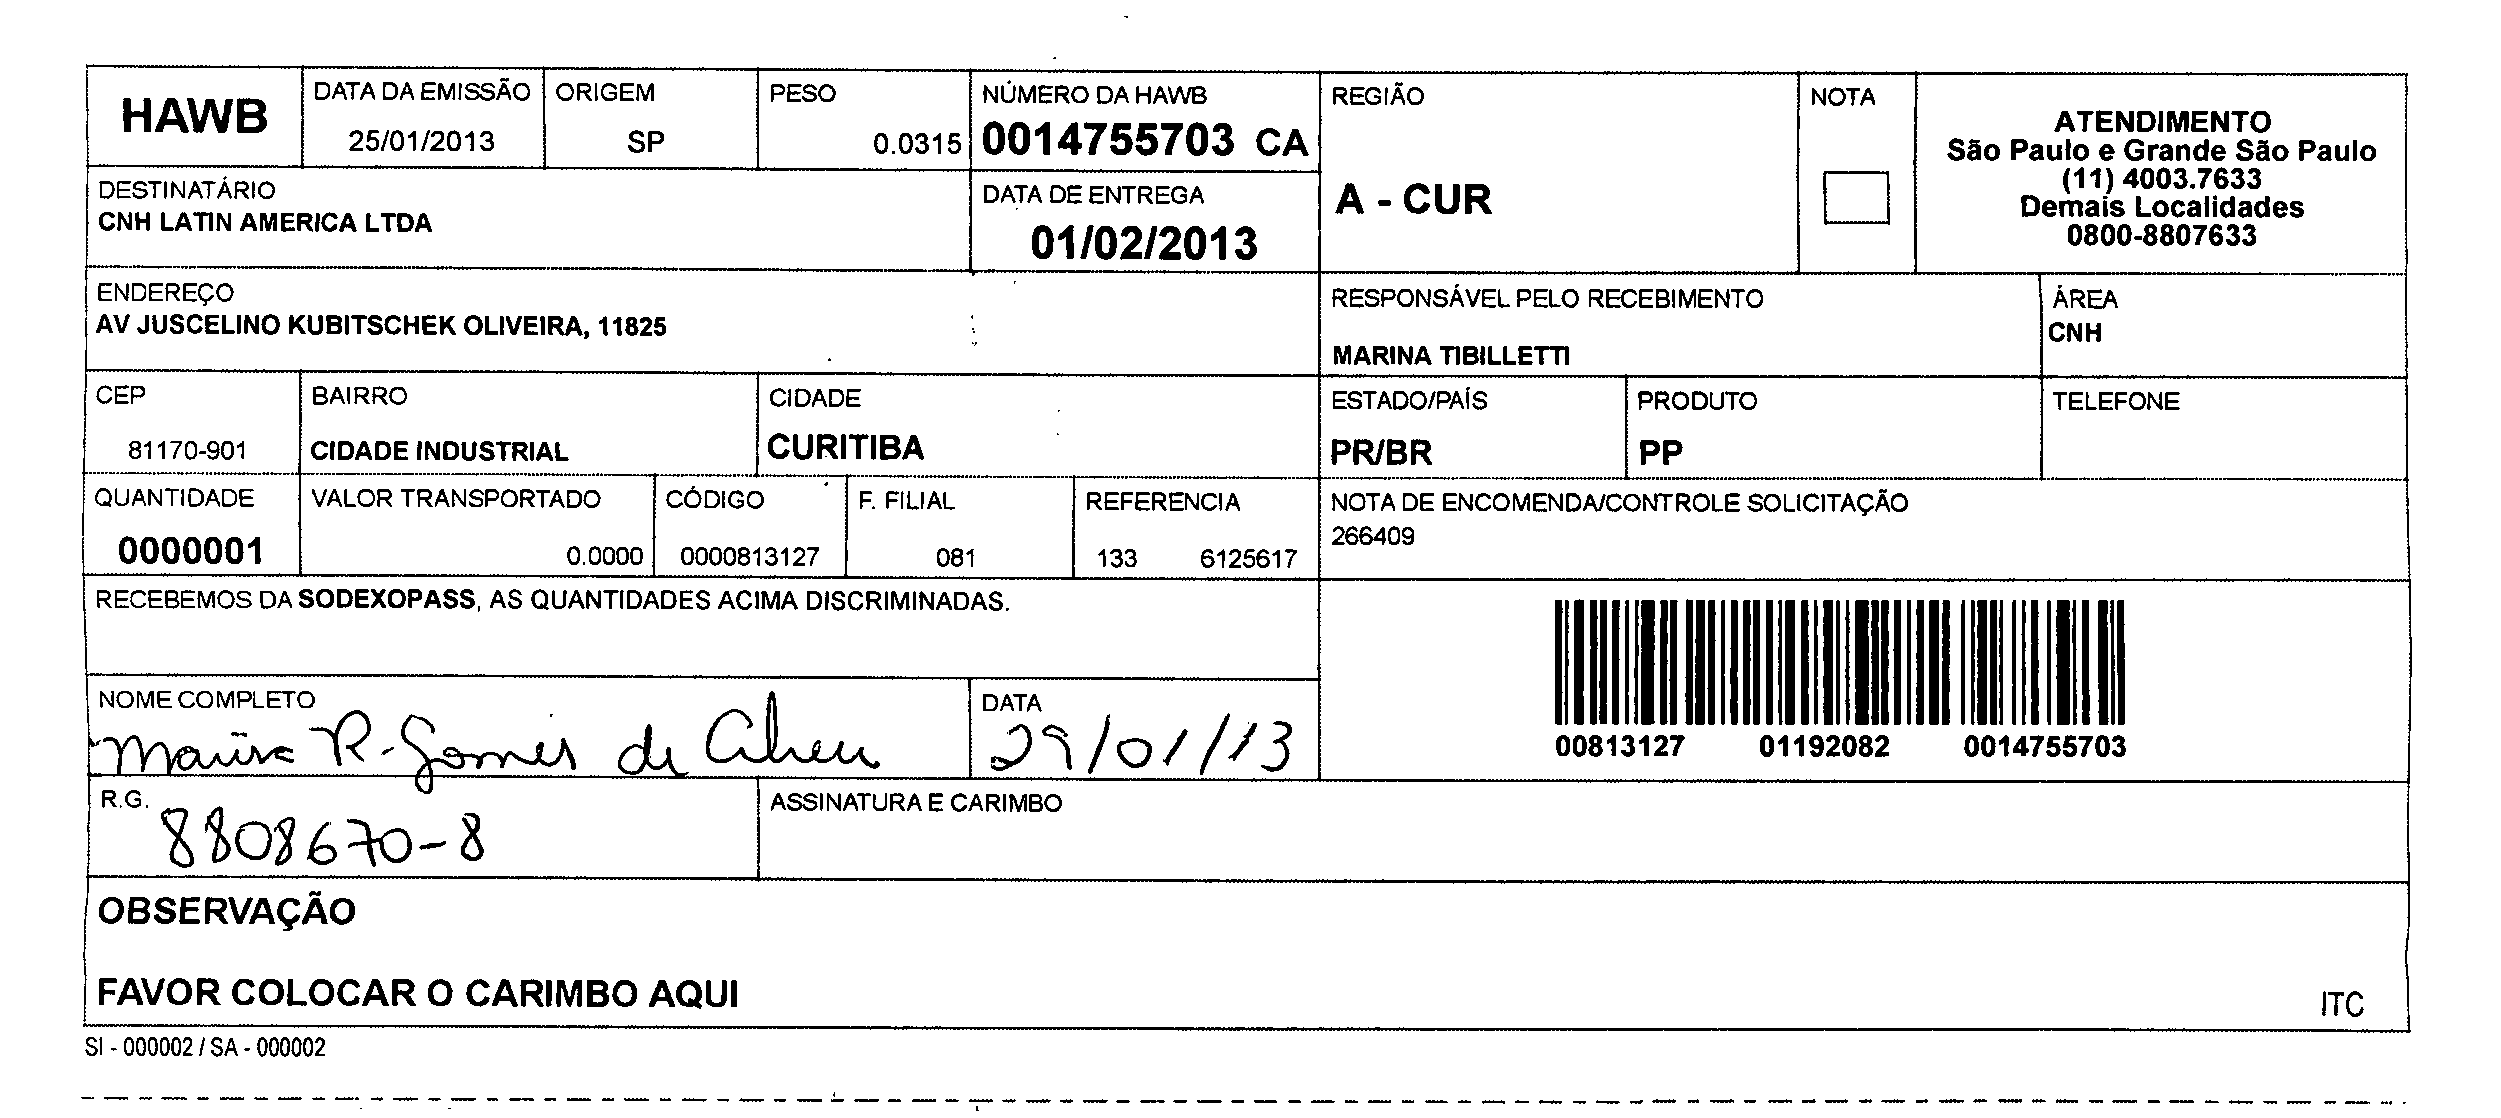 HAWB
DATA DA EMISSÃO
25/01/2013
ORIGEM
SP
PESO
0.0315
NÚMERO DA HAWB
0014755703 CA
REGIÃO
A - CUR
NOTA
ATENDIMENTO
São Paulo e Grande São Paulo
(11) 4003.7633
Demais Localidades
0800-8807633
DESTINATÁRIO
CNH LATIN AMERICA LTDA
DATA DE ENTREGA
01/02/2013
ENDEREÇO
AV JUSCELINO KUBITSCHEK OLIVEIRA, 11825
RESPONSÁVEL PELO RECEBIMENTO
MARINA TIBILLETTI
ÁREA
CNH
CEP
81170-901
BAIRRO
CIDADE INDUSTRIAL
CIDADE
CURITIBA
ESTADO/PAÍS
PR/BR
PRODUTO
PP
TELEFONE
QUANTIDADE
0000001
VALOR TRANSPORTADO
0.0000
CÓDIGO
0000813127
F. FILIAL
081
REFERENCIA
133 6125617
NOTA DE ENCOMENDA/CONTROLE SOLICITAÇÃO
266409
RECEBEMOS DA SODEXOPASS, AS QUANTIDADES ACIMA DISCRIMINADAS.
00813127 01192082 0014755703
NOME COMPLETO
R. Gomes de
DATA
29/01/13
R.G.
8808670-8
ASSINATURA E CARIMBO
OBSERVAÇÃO
FAVOR COLOCAR O CARIMBO AQUI
ITC
SI - 000002 / SA - 000002